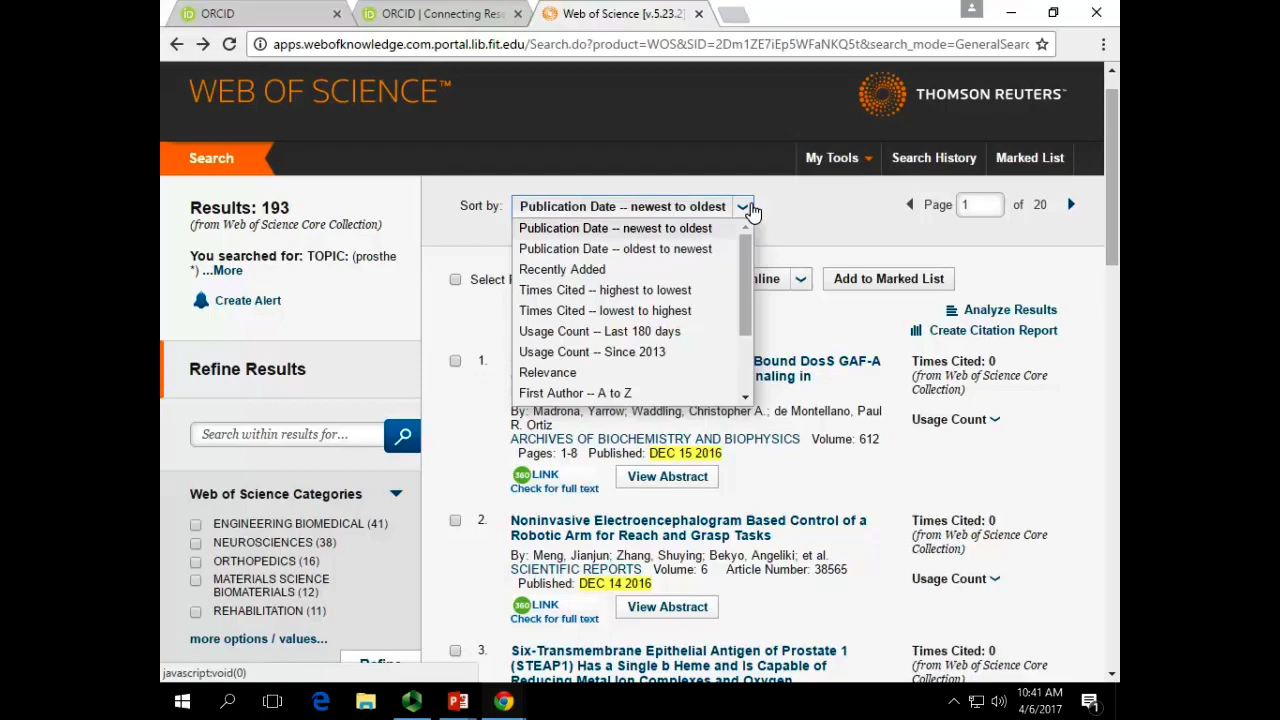 ORCID
ORCID | Connecting Res
Web of Science [v.5.23.2]
apps.webofknowledge.com.portal.lib.fit.edu/Search.do?product=WOS&SID=2Dm1ZE7iEp5WFaNKQ5t&search_mode=GeneralSearc
WEB OF SCIENCE™
THOMSON REUTERS™
Search
My Tools
Search History
Marked List
Results: 193
(from Web of Science Core Collection)
You searched for: TOPIC: (prosthe
*) ...More
Create Alert
Sort by:
Publication Date -- newest to oldest
Page 1 of 20
Publication Date -- newest to oldest
Publication Date -- oldest to newest
Recently Added
Times Cited -- highest to lowest
Times Cited -- lowest to highest
Usage Count -- Last 180 days
Usage Count -- Since 2013
Relevance
First Author -- A to Z
Select
nline
Add to Marked List
Analyze Results
Create Citation Report
Refine Results
Search within results for...
Web of Science Categories
ENGINEERING BIOMEDICAL (41)
NEUROSCIENCES (38)
ORTHOPEDICS (16)
MATERIALS SCIENCE
BIOMATERIALS (12)
REHABILITATION (11)
more options / values...
Refine
1.
Bound DosS GAF-A
naling in
By: Madrona, Yarrow; Waddling, Christopher A.; de Montellano, Paul
R. Ortiz
ARCHIVES OF BIOCHEMISTRY AND BIOPHYSICS Volume: 612
Pages: 1-8 Published: DEC 15 2016
360 LINK
Check for full text
View Abstract
Times Cited: 0
(from Web of Science Core
Collection)
Usage Count
2.
Noninvasive Electroencephalogram Based Control of a
Robotic Arm for Reach and Grasp Tasks
By: Meng, Jianjun; Zhang, Shuying; Bekyo, Angeliki; et al.
SCIENTIFIC REPORTS Volume: 6 Article Number: 38565
Published: DEC 14 2016
360 LINK
Check for full text
View Abstract
Times Cited: 0
(from Web of Science Core
Collection)
Usage Count
3.
Six-Transmembrane Epithelial Antigen of Prostate 1
(STEAP1) Has a Single b Heme and Is Capable of
Reducing Metal Ion Complexes and Oxygen
Times Cited: 0
(from Web of Science Core
Collection)
javascript:void(0)
10:41 AM
4/6/2017
1